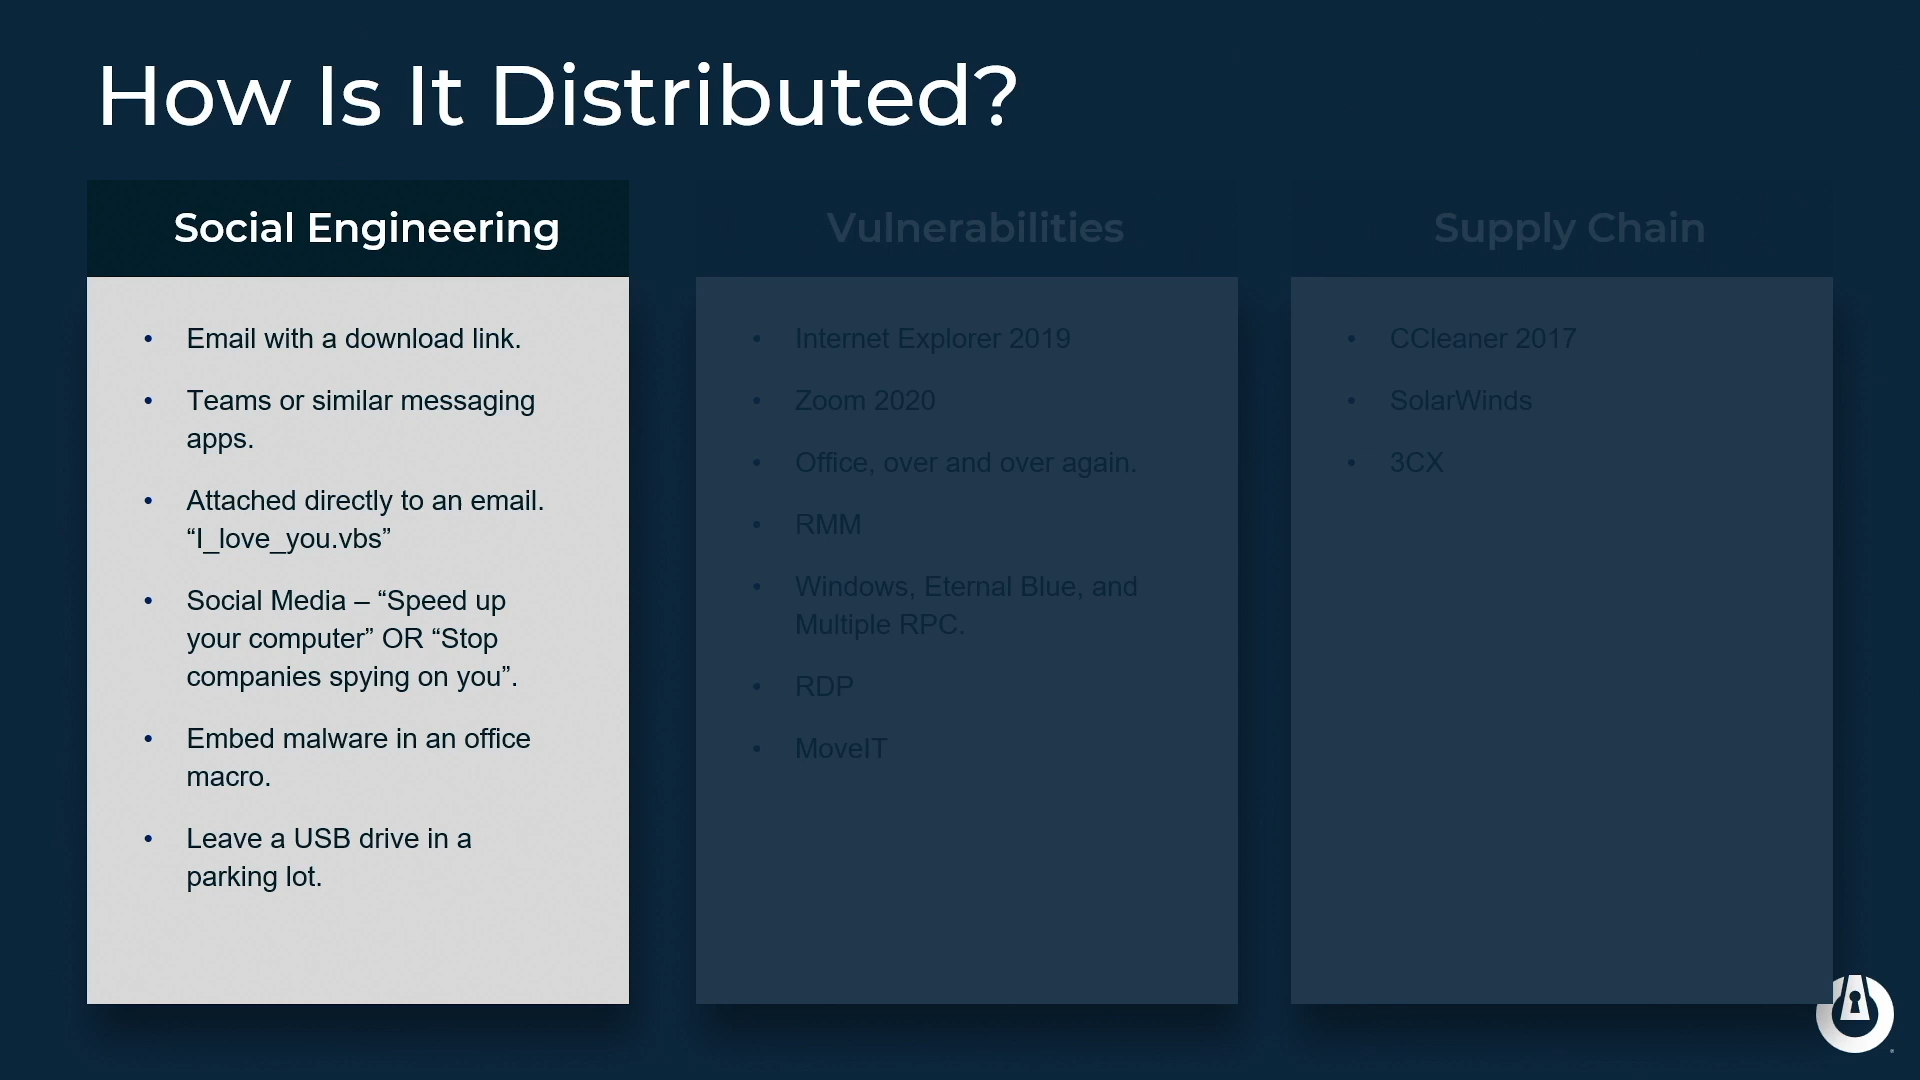 How Is It Distributed?
Social Engineering
• Email with a download link.
• Teams or similar messaging
apps.
• Attached directly to an email.
“I_love_you.vbs”
• Social Media – “Speed up
your computer” OR “Stop
companies spying on you”.
• Embed malware in an office
macro.
• Leave a USB drive in a
parking lot.
Vulnerabilities
• Internet Explorer 2019
• Zoom 2020
• Office, over and over again.
• RMM
• Windows, Eternal Blue, and
Multiple RPC.
• RDP
• MoveIT
Supply Chain
• CCleaner 2017
• SolarWinds
• 3CX